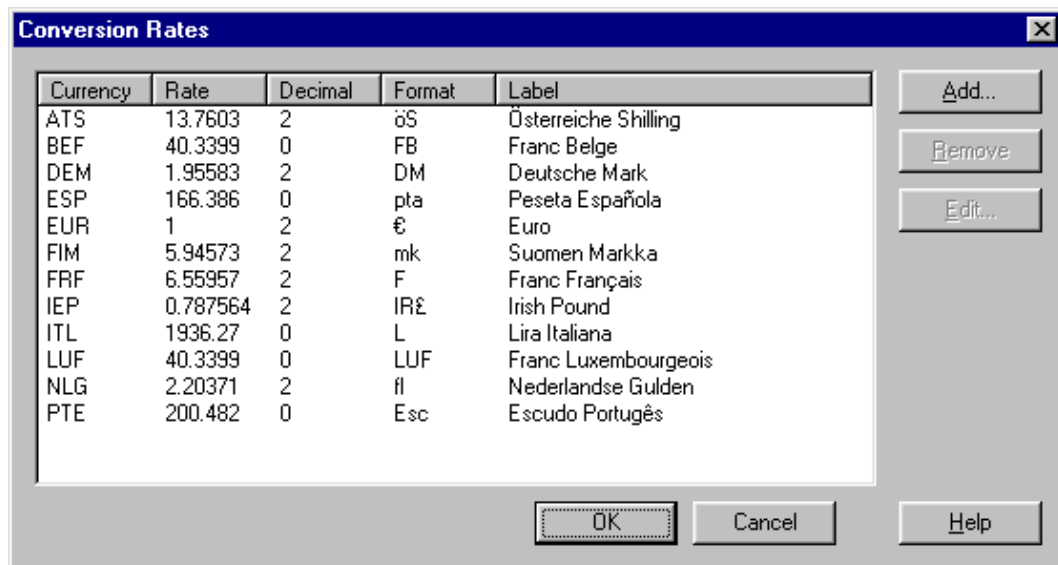 Conversion Rates
Currency Rate Decimal Format Label
ATS 13.7603 2 öS Österreiche Shilling
BEF 40.3399 0 FB Franc Belge
DEM 1.95583 2 DM Deutsche Mark
ESP 166.386 0 pta Peseta Española
EUR 1 2 € Euro
FIM 5.94573 2 mk Suomen Markka
FRF 6.55957 2 F Franc Français
IEP 0.787564 2 IR£ Irish Pound
ITL 1936.27 0 L Lira Italiana
LUF 40.3399 0 LUF Franc Luxembourgeois
NLG 2.20371 2 fl Nederlandse Gulden
PTE 200.482 0 Esc Escudo Portugês
Add...
Remove
Edit...
OK Cancel Help